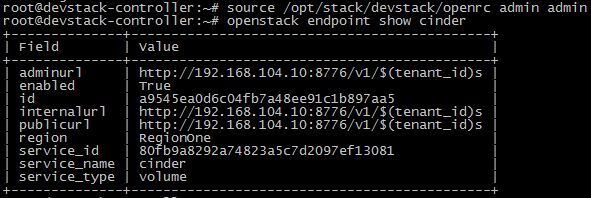 root@devstack-controller:~# source /opt/stack/devstack/openrc admin admin
root@devstack-controller:~# openstack endpoint show cinder
+--------------+---------------------------------------------+
| Field        | Value                                       |
+--------------+---------------------------------------------+
| adminurl     | http://192.168.104.10:8776/v1/$(tenant_id)s |
| enabled      | True                                        |
| id           | a9545ea0d6c04fb7a48ee91c1b897aa5            |
| internalurl  | http://192.168.104.10:8776/v1/$(tenant_id)s |
| publicurl    | http://192.168.104.10:8776/v1/$(tenant_id)s |
| region       | RegionOne                                   |
| service_id   | 80fb9a8292a74823a5c7d2097ef13081            |
| service_name | cinder                                      |
| service_type | volume                                      |
+--------------+---------------------------------------------+